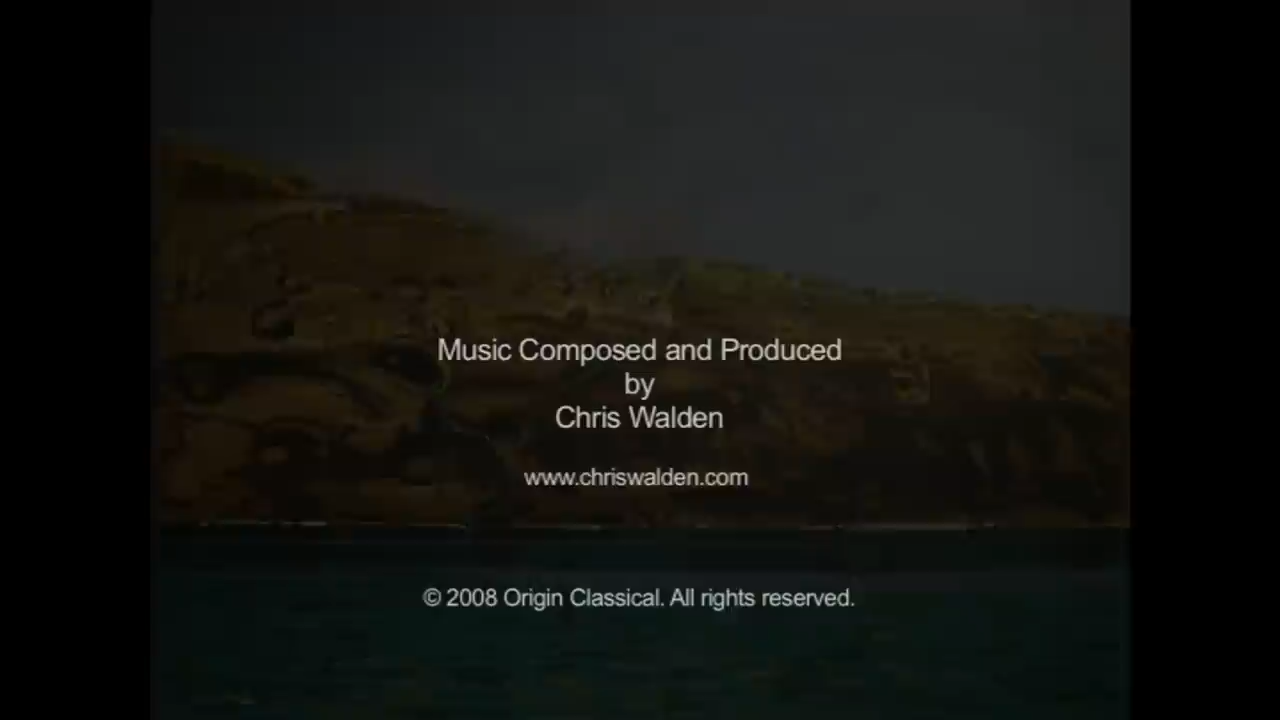 Music Composed and Produced
by
Chris Walden
www.chriswalden.com
© 2008 Origin Classical. All rights reserved.